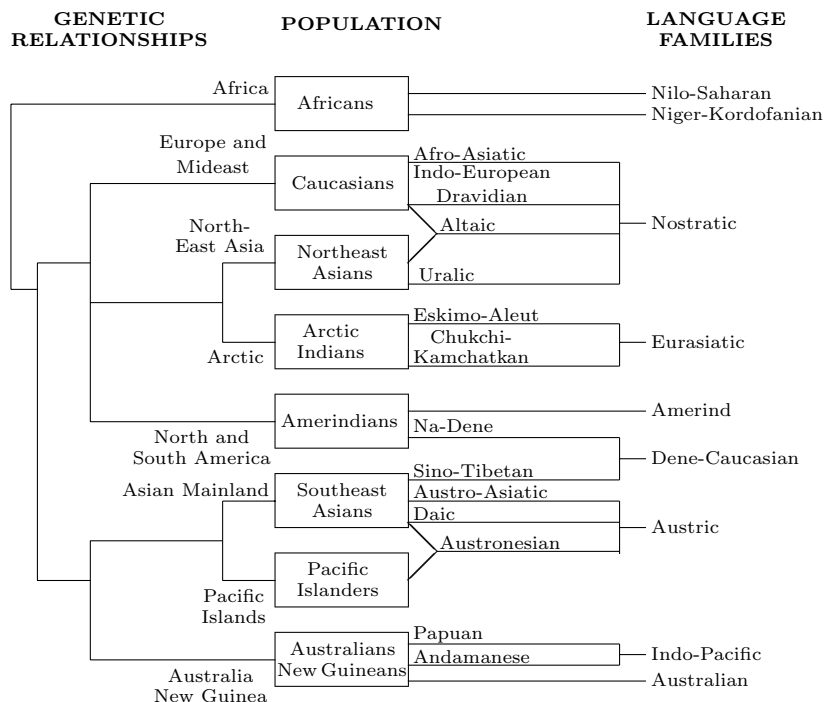 GENETIC
RELATIONSHIPS
POPULATION
LANGUAGE
FAMILIES
Africa
Africans
Nilo-Saharan
Niger-Kordofanian
Europe and
Mideast
Caucasians
Afro-Asiatic
Indo-European
Dravidian
Altaic
Nostratic
North-
East Asia
Northeast
Asians
Uralic
Arctic
Arctic
Indians
Eskimo-Aleut
Chukchi-
Kamchatkan
Eurasiatic
Amerindians
Amerind
North and
South America
Na-Dene
Dene-Caucasian
Asian Mainland
Southeast
Asians
Sino-Tibetan
Austro-Asiatic
Daic
Austronesian
Austric
Pacific
Islanders
Pacific
Islands
Australians
New Guineans
Papuan
Andamanese
Indo-Pacific
Australian
Australia
New Guinea